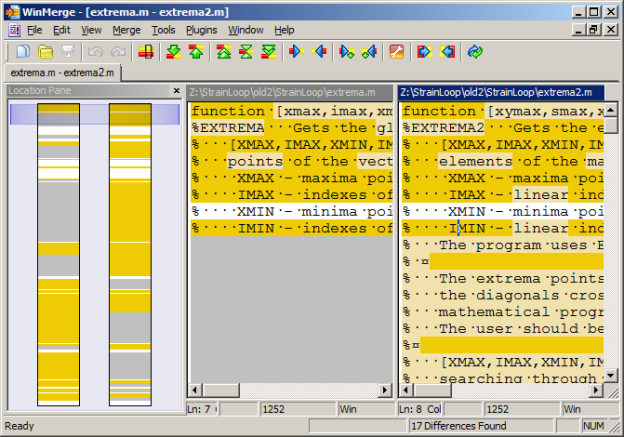 WinMerge - [extrema.m - extrema2.m]
File Edit View Merge Tools Plugins Window Help
extrema.m - extrema2.m
Location Pane
Z:\StrainLoop\old2\StrainLoop\extrema.m
function·[xmax,imax,xm
%EXTREMA···Gets·the·gl
%···[XMAX,IMAX,XMIN,IM
%···points·of·the·vect
%····XMAX·-·maxima·poi
%····IMAX·-·indexes·of
%····XMIN·-·minima·poi
%····IMIN·-·indexes·of
Z:\StrainLoop\old2\StrainLoop\extrema2.m
function·[xymax,smax,x
%EXTREMA2···Gets·the·e
%···[XMAX,IMAX,XMIN,IM
%···elements·of·the·ma
%····XMAX·-·maxima·poi
%····IMAX·-·linear·ind
%····XMIN·-·minima·poi
%····IMIN·-·linear·ind
%···The·program·uses·E
%·¤
%···The·extrema·points
%···the·diagonals·cros
%···mathematical·progr
%···The·user·should·be
%¤
%···[XMAX,IMAX,XMIN,IM
%···searching·through·
Ln: 7 C 1252 Win
Ln: 8 Col 1252 Win
Ready 17 Differences Found NUM